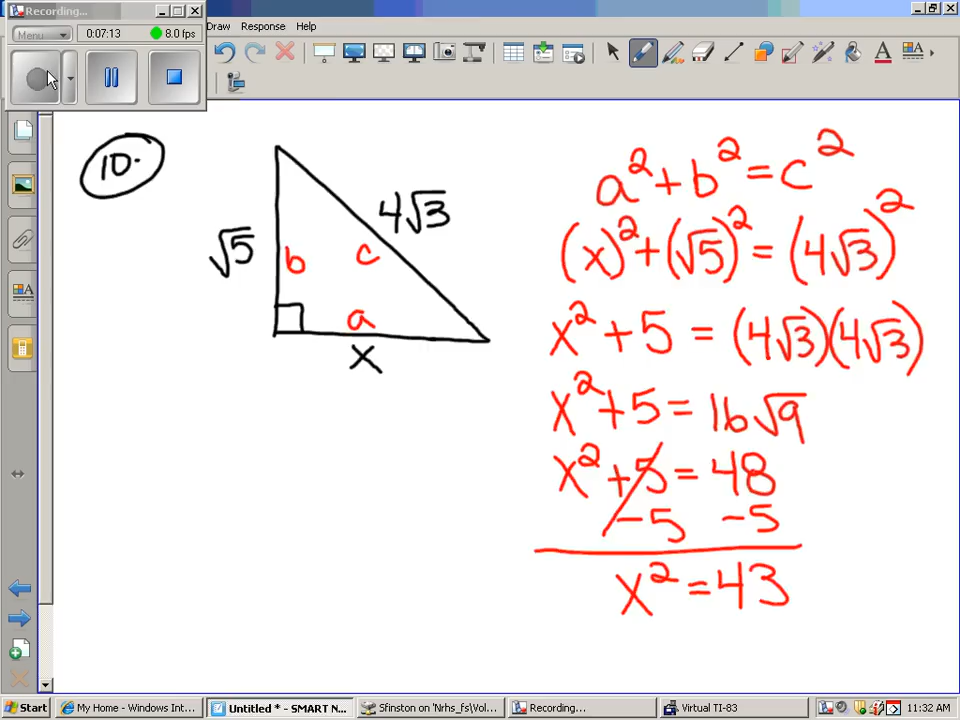 Recording...
Menu
0:07:13
8.0 fps
Draw Response Help
10.
√5
4√3
b
c
a
x
a² + b² = c²
(x)² + (√5)² = (4√3)²
x² + 5 = (4√3)(4√3)
x² + 5 = 16√9
x² + 5 = 48
-5 -5
x² = 43
Start
My Home - Windows Int...
Untitled * - SMART N...
Sfinston on 'Nrhs_fs\Vol...
Recording...
Virtual TI-83
11:32 AM